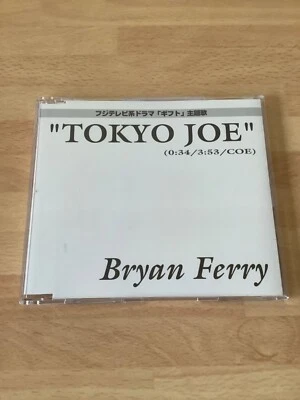 フジテレビ系ドラマ「ギフト」主題歌
"TOKYO JOE"
(0:34/3:53/COE)
Bryan Ferry